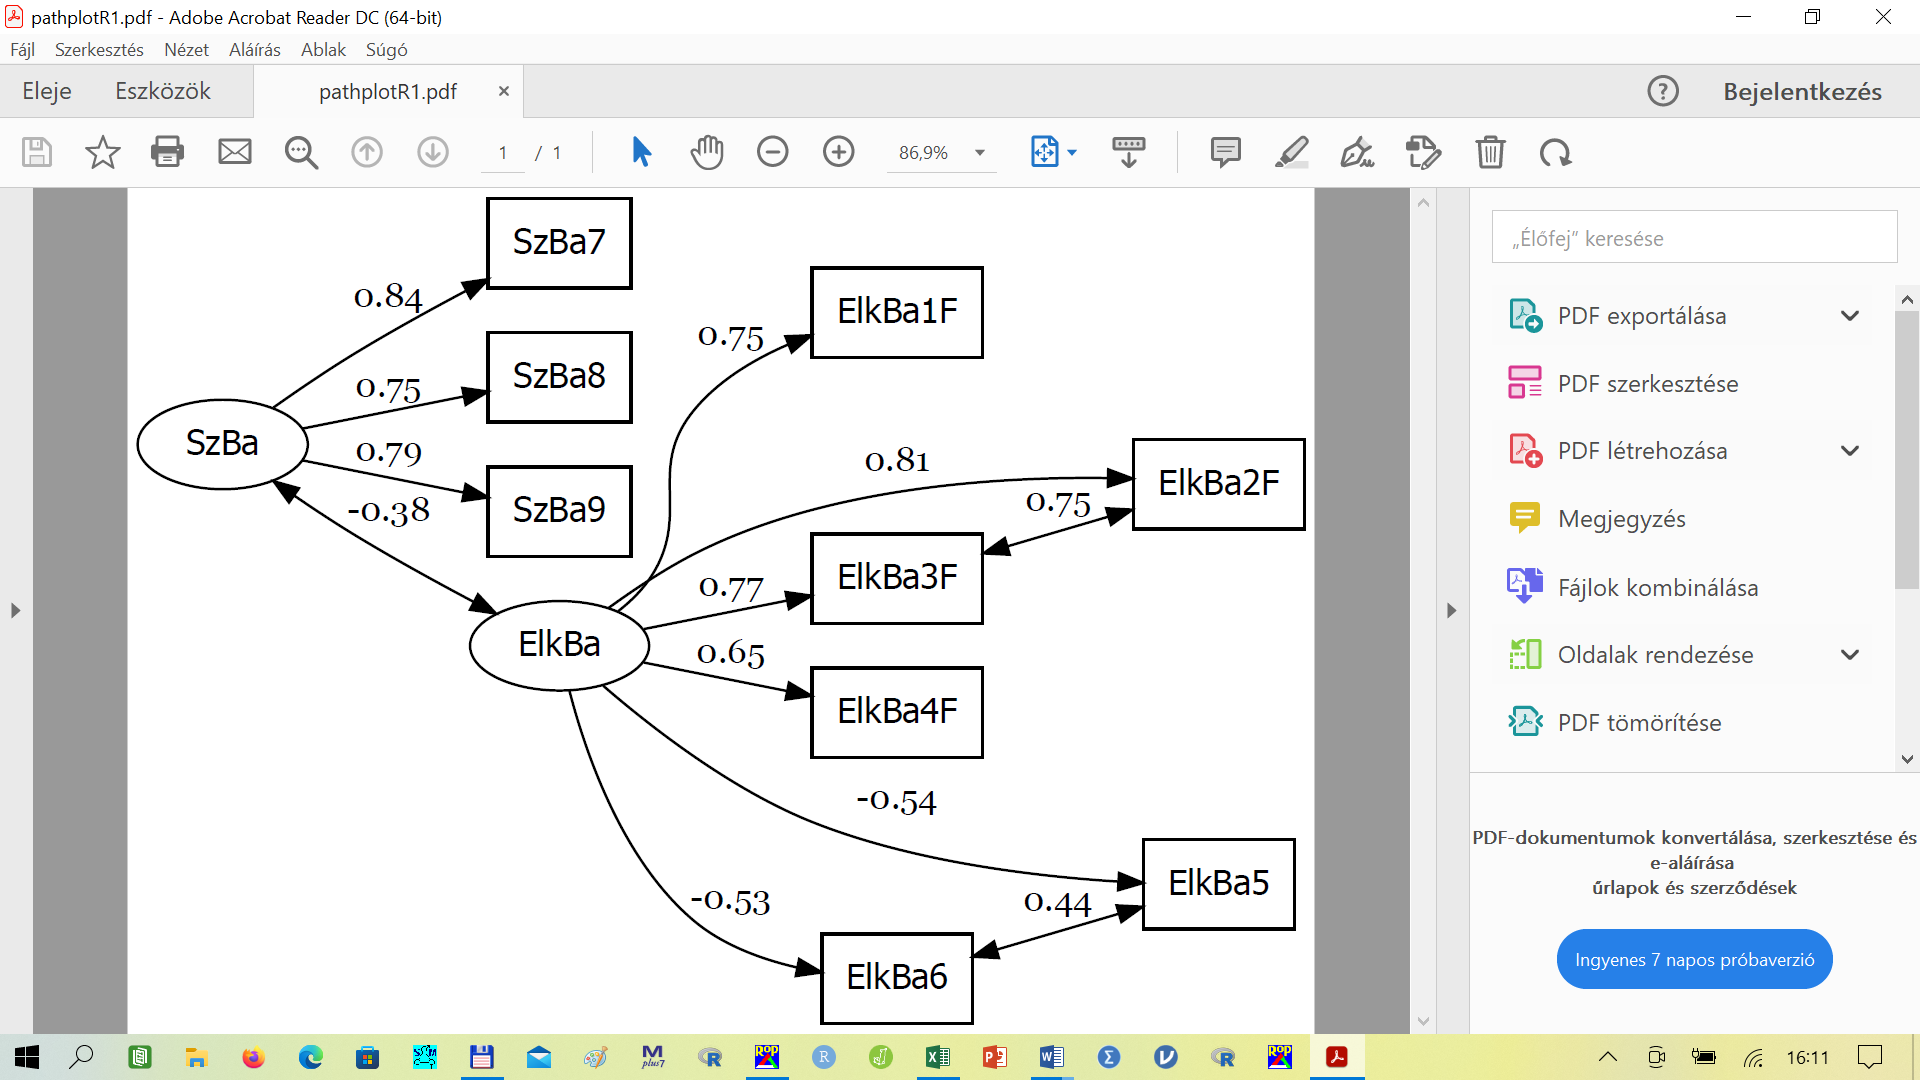 pathplotR1.pdf - Adobe Acrobat Reader DC (64-bit)
Fájl Szerkesztés Nézet Aláírás Ablak Súgó
Eleje Eszközök pathplotR1.pdf Bejelentkezés
1 / 1 86,9%
SzBa7
0.84
SzBa8
0.75
SzBa
0.79
SzBa9
-0.38
ElkBa1F
0.75
0.81
ElkBa2F
0.75
ElkBa3F
0.77
ElkBa
0.65
ElkBa4F
-0.54
ElkBa5
-0.53
0.44
ElkBa6
„Élőfej” keresése
PDF exportálása
PDF szerkesztése
PDF létrehozása
Megjegyzés
Fájlok kombinálása
Oldalak rendezése
PDF tömörítése
PDF-dokumentumok konvertálása, szerkesztése és
e-aláírása
űrlapok és szerződések
Ingyenes 7 napos próbaverzió
M
plus7
R
ROP
R
J
X
P
W
Σ
V
R
ROP
16:11